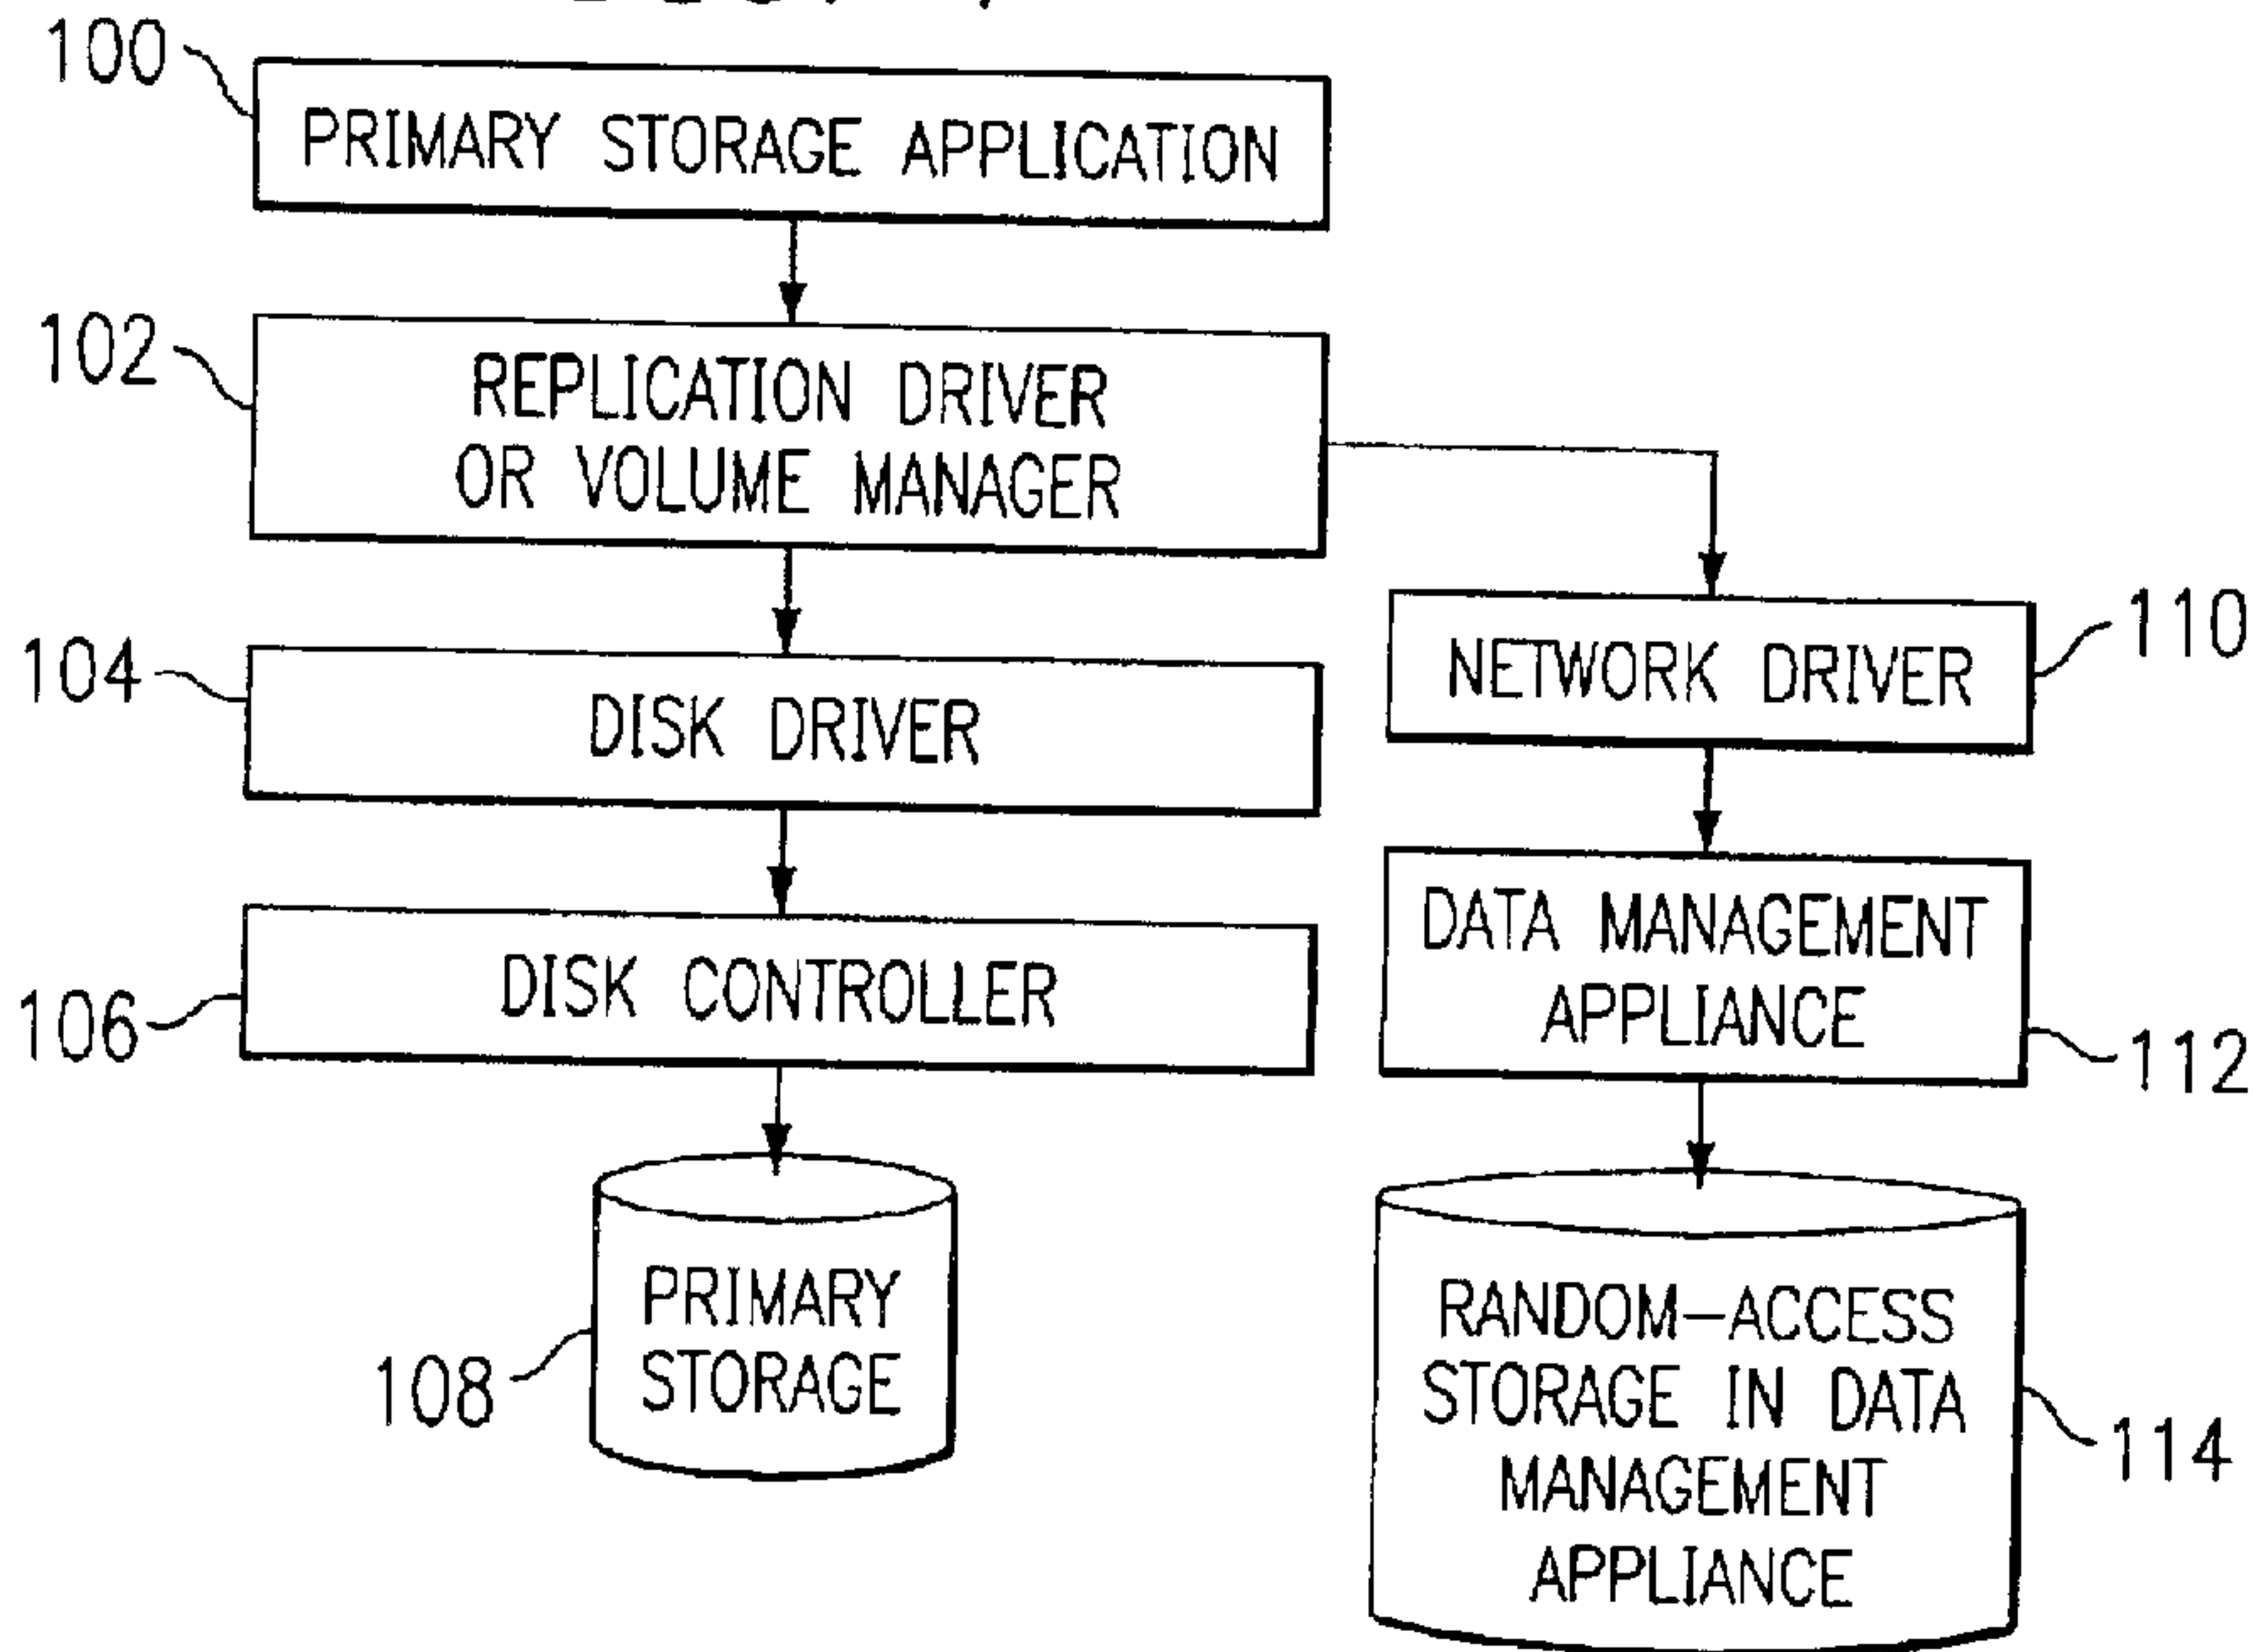 100
PRIMARY STORAGE APPLICATION
102
REPLICATION DRIVER
OR VOLUME MANAGER
104
DISK DRIVER
NETWORK DRIVER
110
106
DISK CONTROLLER
DATA MANAGEMENT
APPLIANCE
112
108
PRIMARY
STORAGE
RANDOM-ACCESS
STORAGE IN DATA
MANAGEMENT
APPLIANCE
114